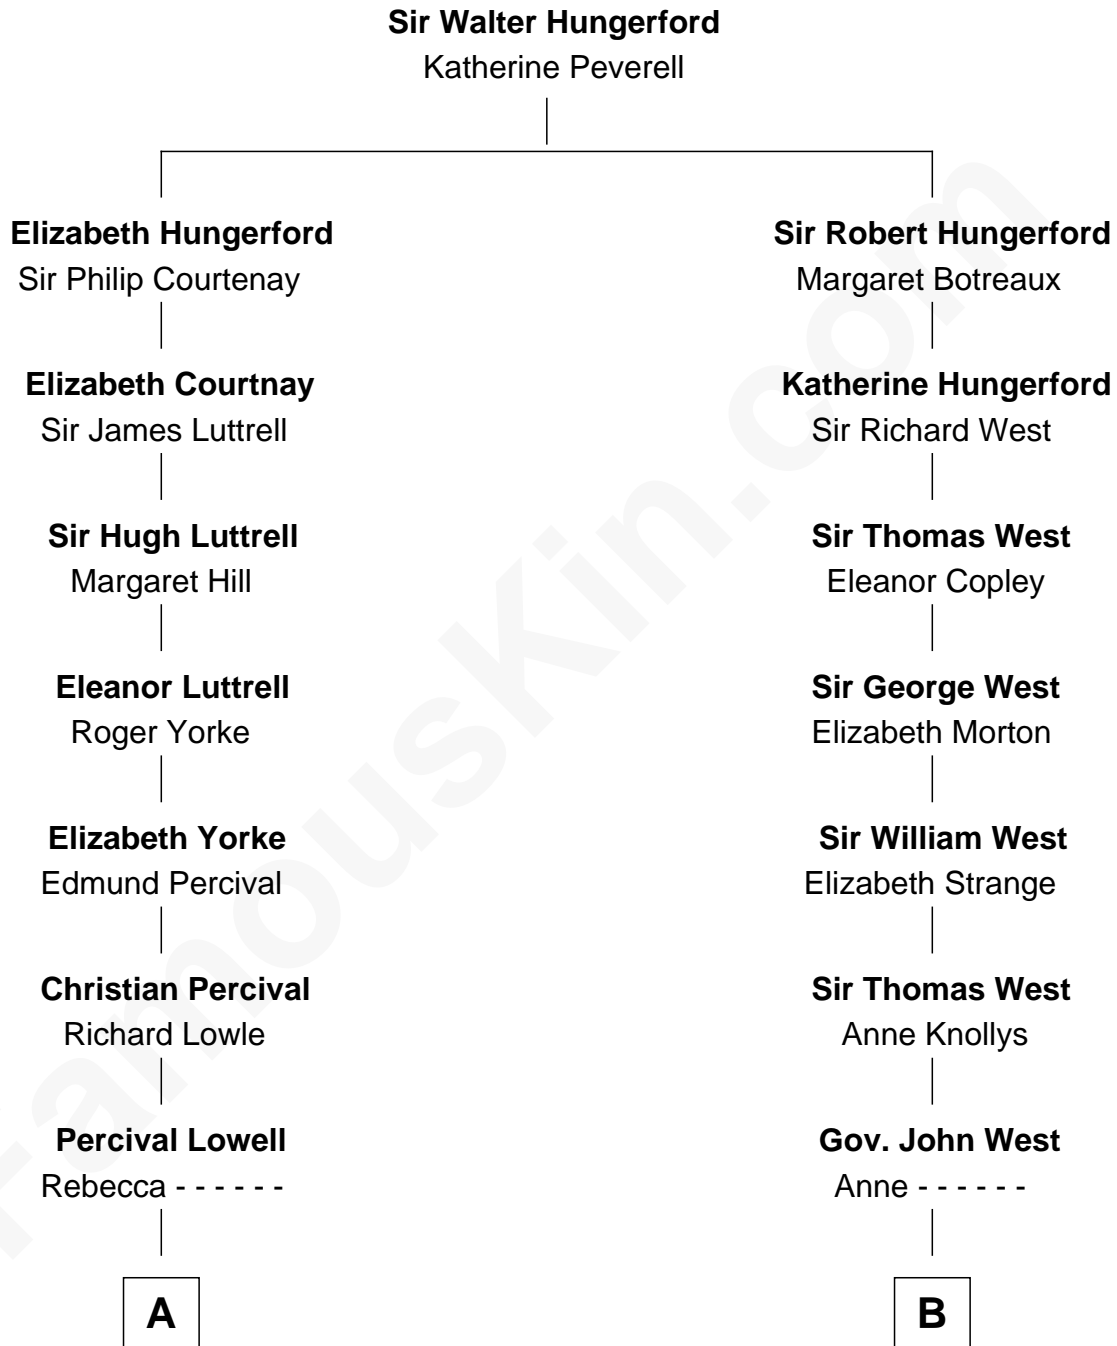 Sir Walter Hungerford
Katherine Peverell
Elizabeth Hungerford
Sir Philip Courtenay
Sir Robert Hungerford
Margaret Botreaux
Elizabeth Courtnay
Sir James Luttrell
Katherine Hungerford
Sir Richard West
Sir Hugh Luttrell
Margaret Hill
Sir Thomas West
Eleanor Copley
Eleanor Luttrell
Roger Yorke
Sir George West
Elizabeth Morton
Elizabeth Yorke
Edmund Percival
Sir William West
Elizabeth Strange
Christian Percival
Richard Lowle
Sir Thomas West
Anne Knollys
Percival Lowell
Rebecca - - - - - -
Gov. John West
Anne - - - - - -
A
B
FamousKin.com